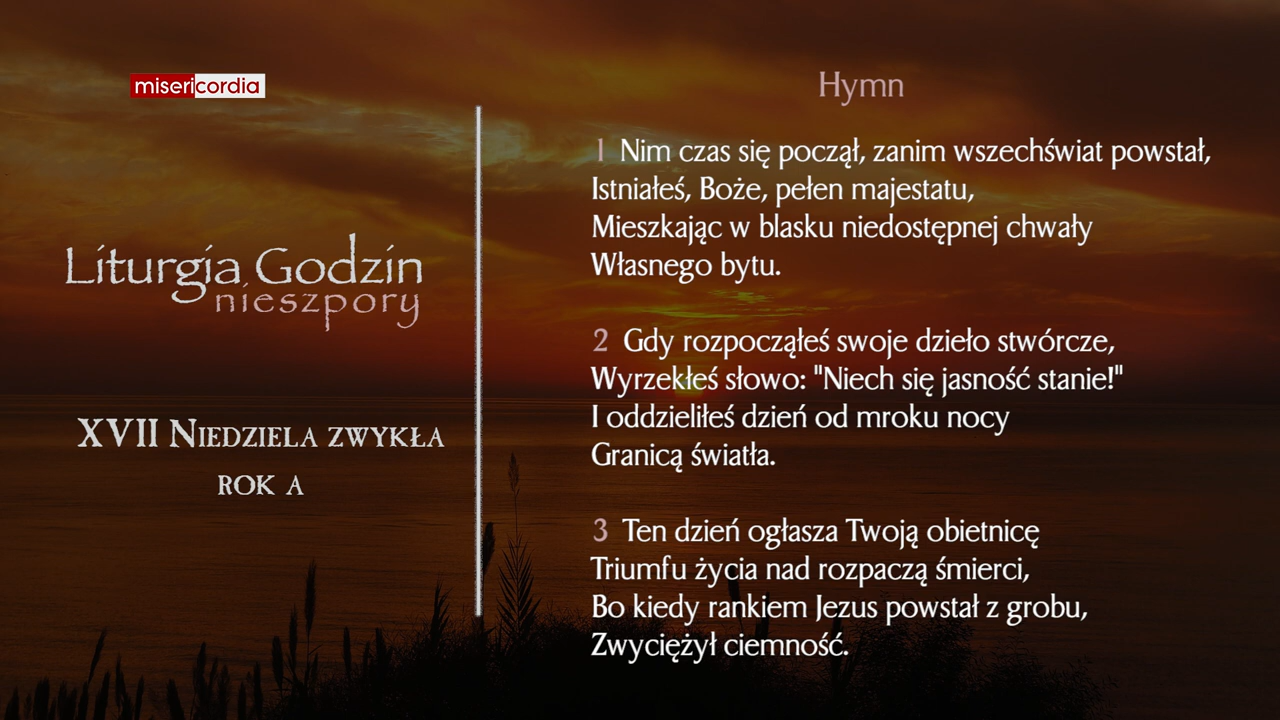 misericordia
Liturgia Godzin
nieszpory
XVII Niedziela zwykła
rok a
Hymn
1 Nim czas się począł, zanim wszechświat powstał,
Istniałeś, Boże, pełen majestatu,
Mieszkając w blasku niedostępnej chwały
Własnego bytu.
2 Gdy rozpocząłeś swoje dzieło stwórcze,
Wyrzekłeś słowo: "Niech się jasność stanie!"
I oddzieliłeś dzień od mroku nocy
Granicą światła.
3 Ten dzień ogłasza Twoją obietnicę
Triumfu życia nad rozpaczą śmierci,
Bo kiedy rankiem Jezus powstał z grobu,
Zwyciężył ciemność.